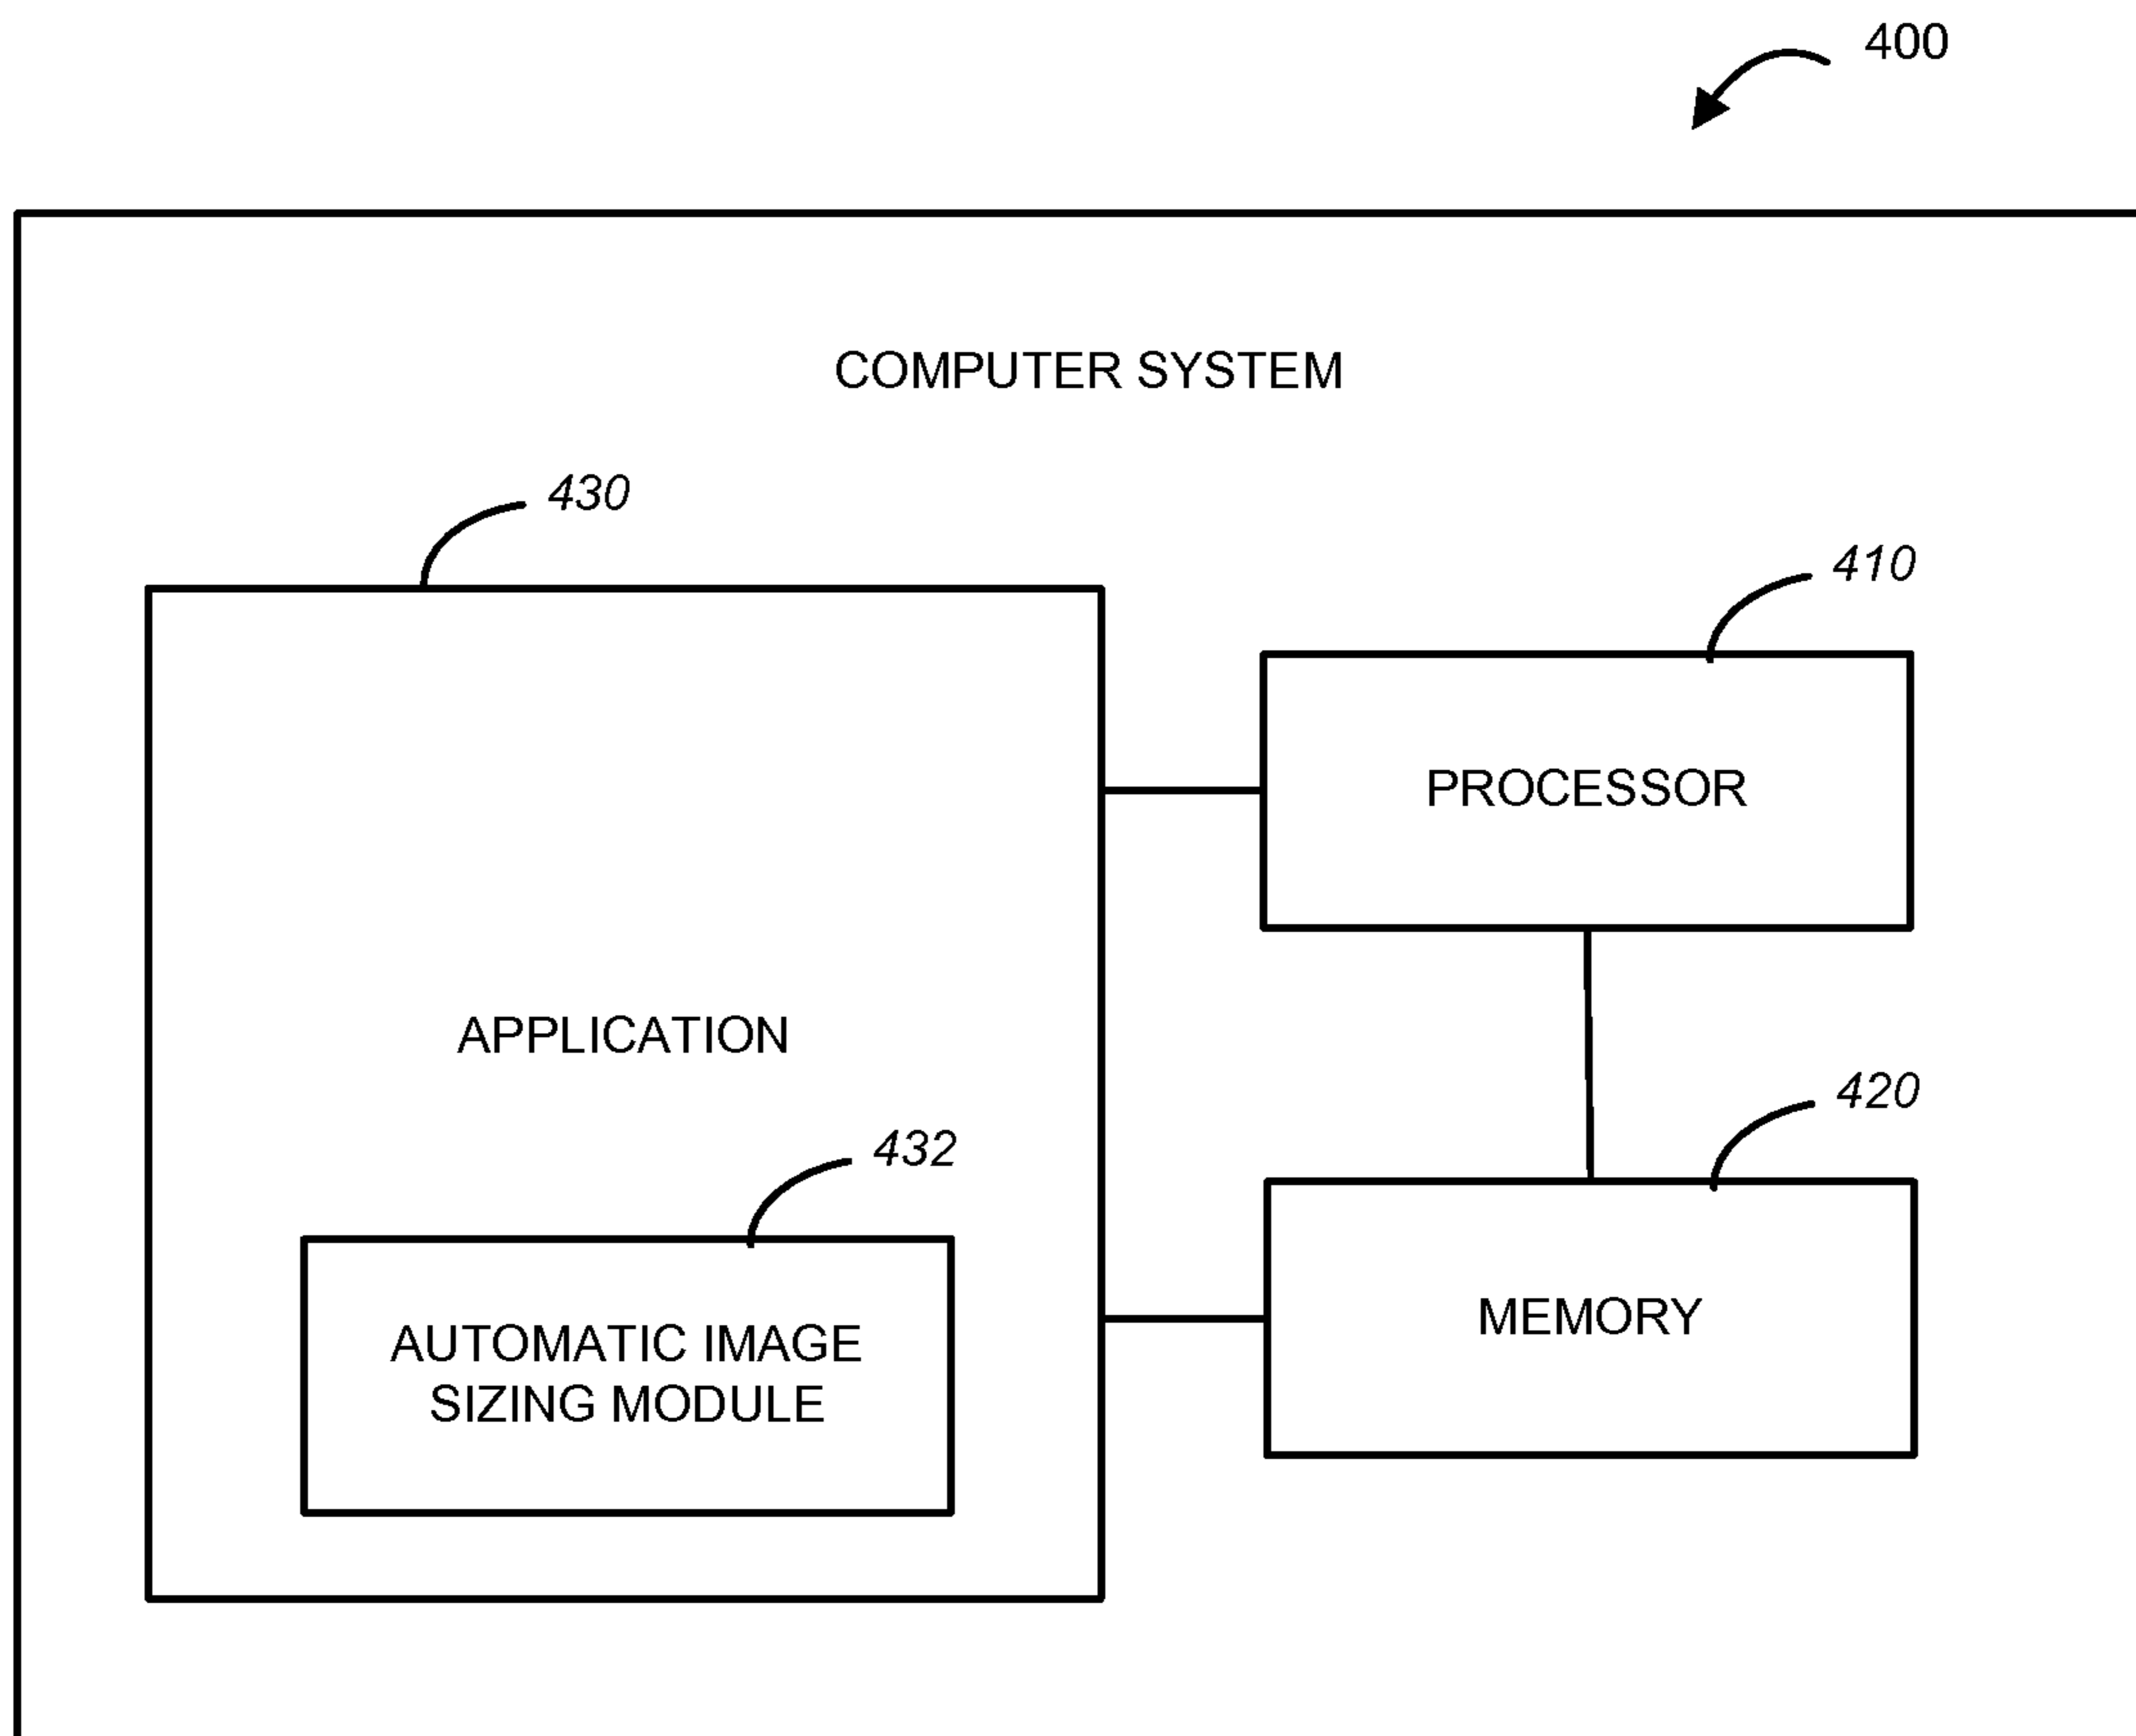 400
COMPUTER SYSTEM
430
410
PROCESSOR
APPLICATION
420
432
MEMORY
AUTOMATIC IMAGE
SIZING MODULE